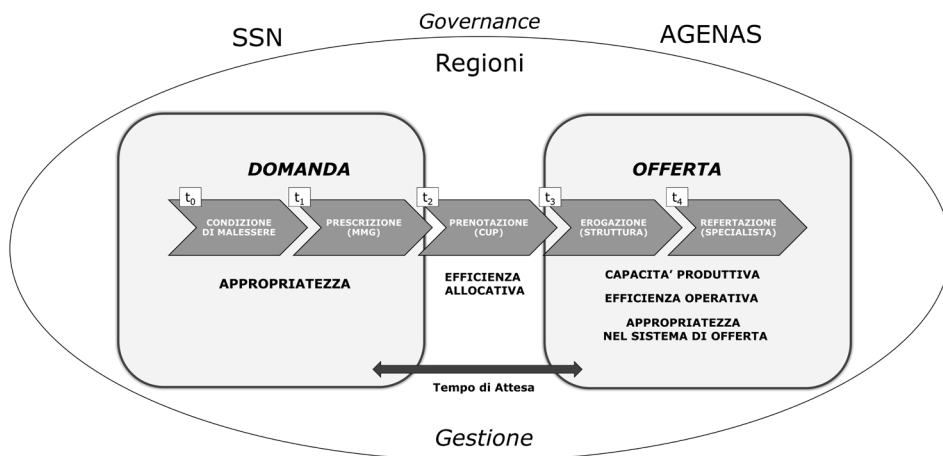 Governance
SSN
AGENAS
Regioni
DOMANDA
OFFERTA
t₀
t₁
t₂
t₃
t₄
CONDIZIONE
DI MALESSERE
PRESCRIZIONE
(MMG)
PRENOTAZIONE
(CUP)
EROGAZIONE
(STRUTTURA)
REFERTAZIONE
(SPECIALISTA)
APPROPRIATEZZA
EFFICIENZA
ALLOCATIVA
CAPACITA’ PRODUTTIVA
EFFICIENZA OPERATIVA
APPROPRIATEZZA
NEL SISTEMA DI OFFERTA
Tempo di Attesa
Gestione